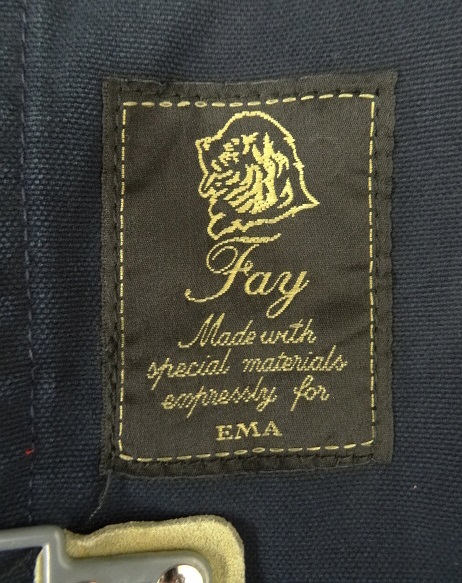 Fay
Made with
special materials
expressly for
EMA